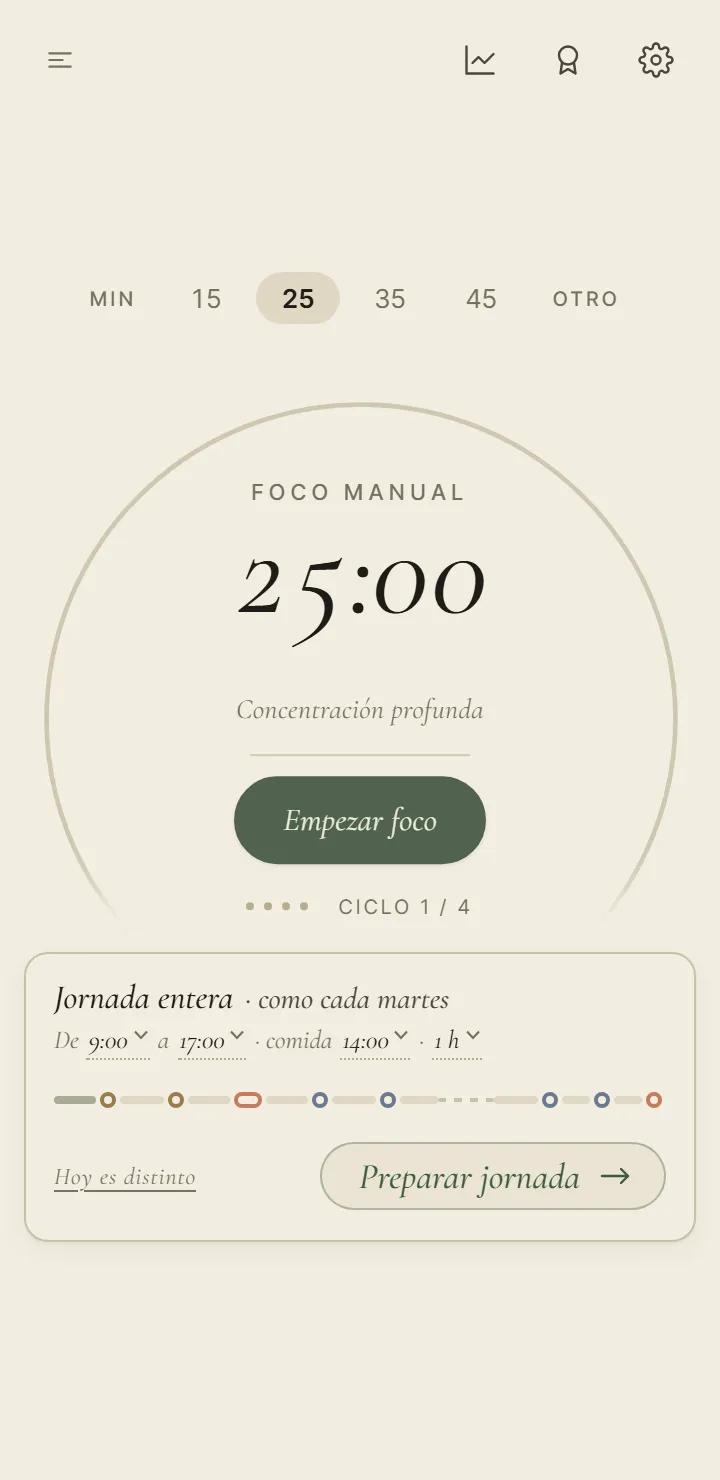 MIN 15 25 35 45 OTRO
FOCO MANUAL
25:00
Concentración profunda
Empezar foco
CICLO 1 / 4
Jornada entera · como cada martes
De 9:00 a 17:00 · comida 14:00 · 1 h
Hoy es distinto
Preparar jornada →